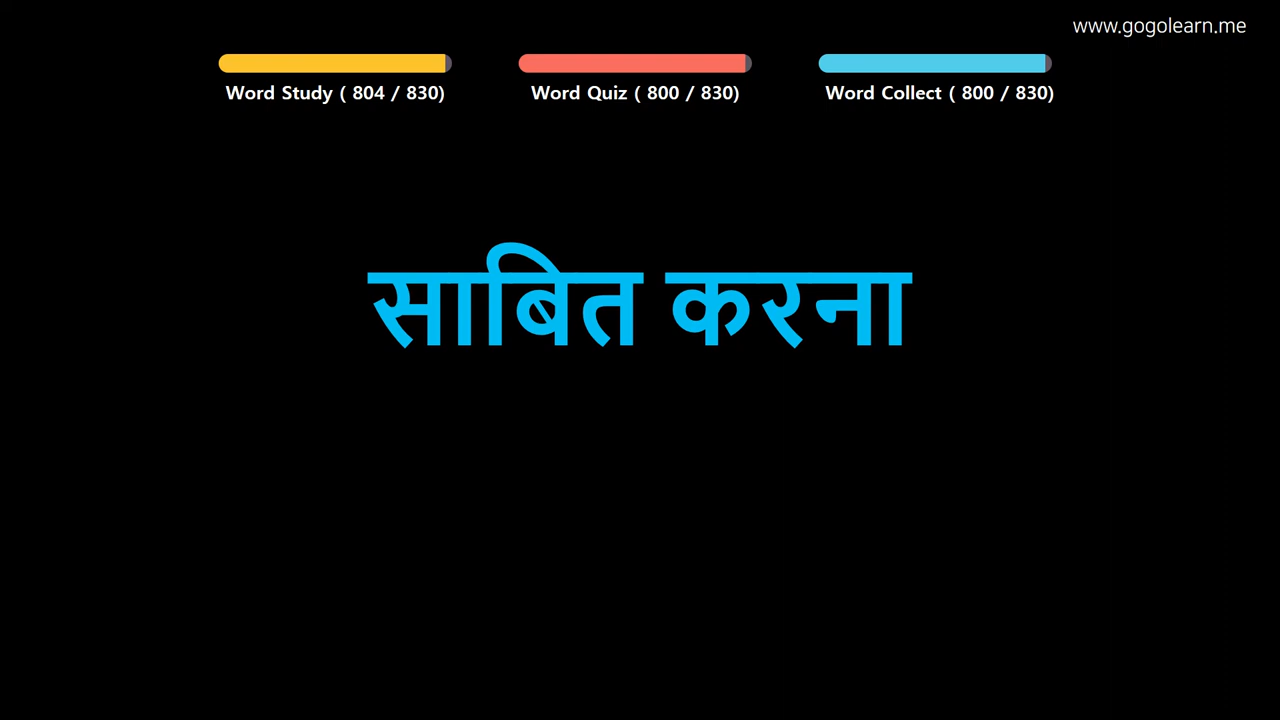 www.gogolearn.me
Word Study ( 804 / 830)
Word Quiz ( 800 / 830)
Word Collect ( 800 / 830)
साबित करना